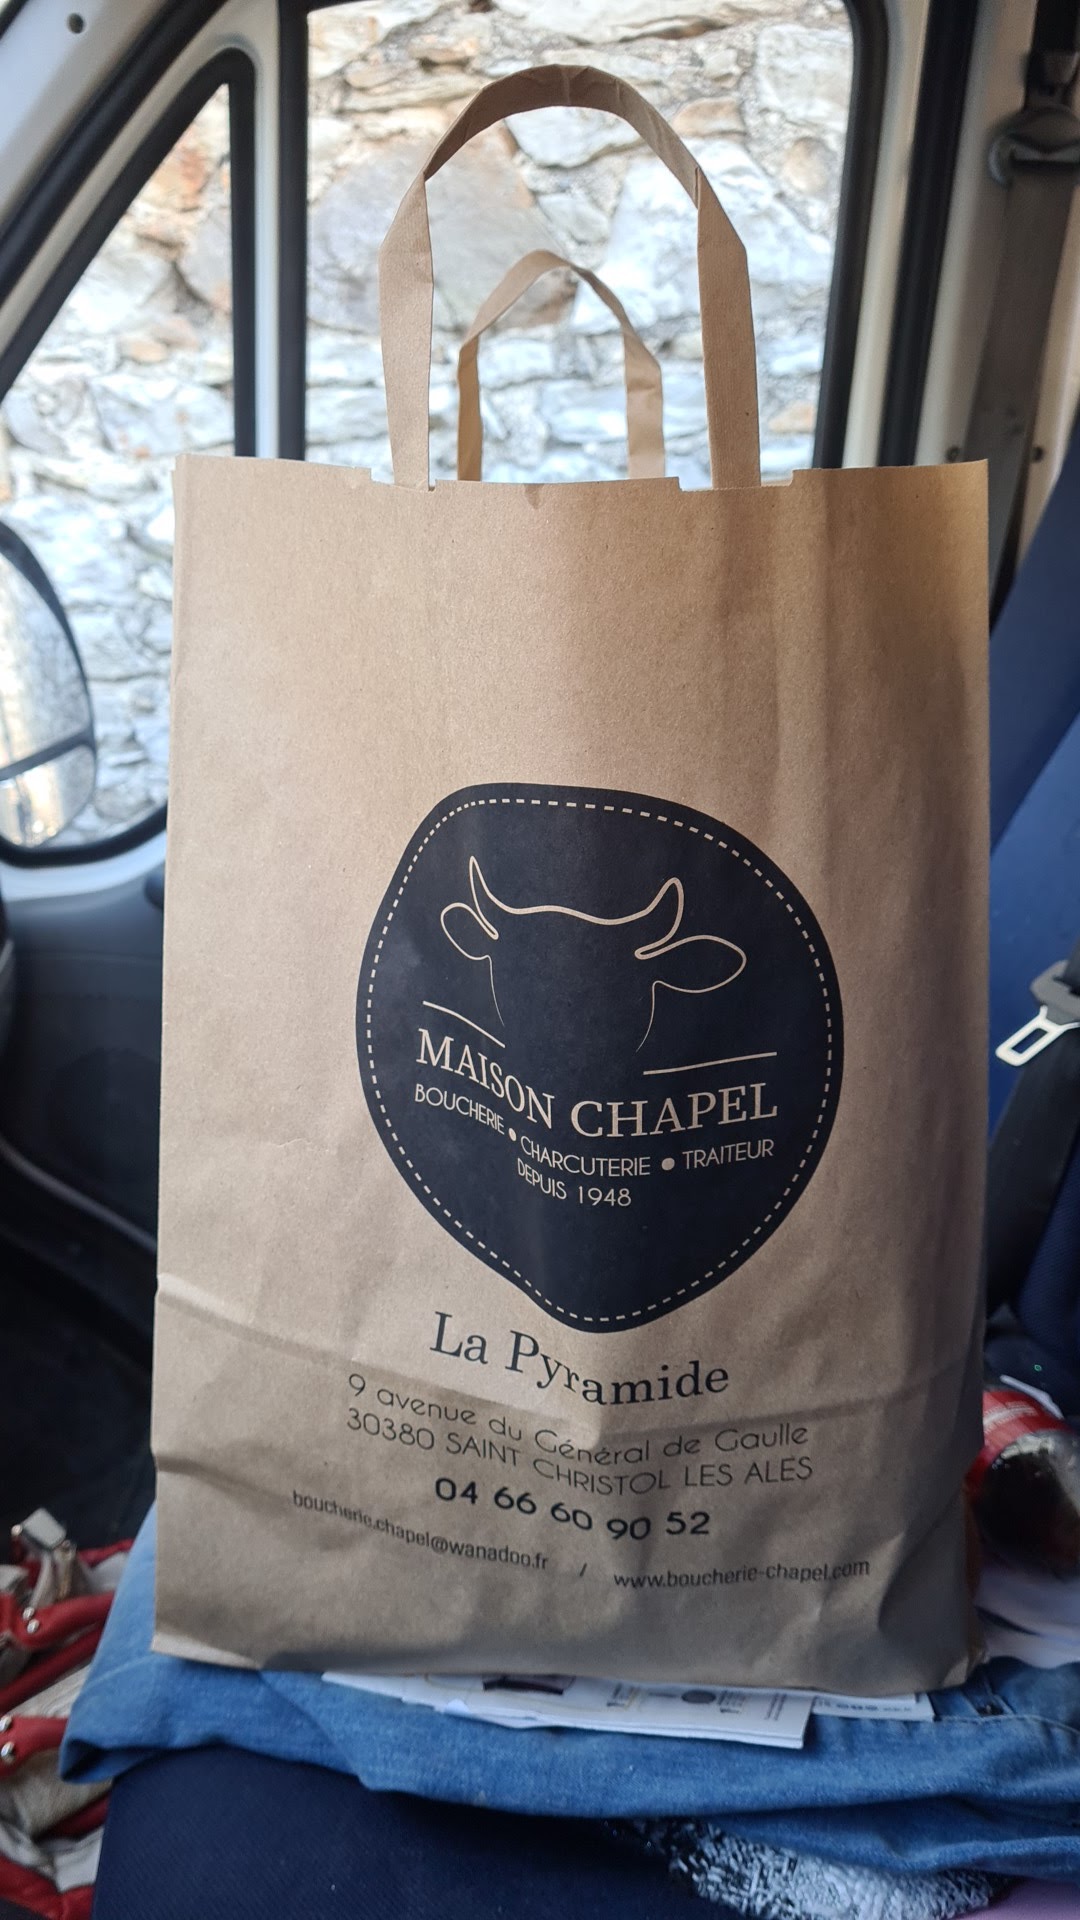 MAISON CHAPEL
BOUCHERIE • CHARCUTERIE • TRAITEUR
DEPUIS 1948
La Pyramide
9 avenue du Général de Gaulle
30380 SAINT CHRISTOL LES ALES
04 66 60 90 52
boucherie.chapel@wanadoo.fr / www.boucherie-chapel.com